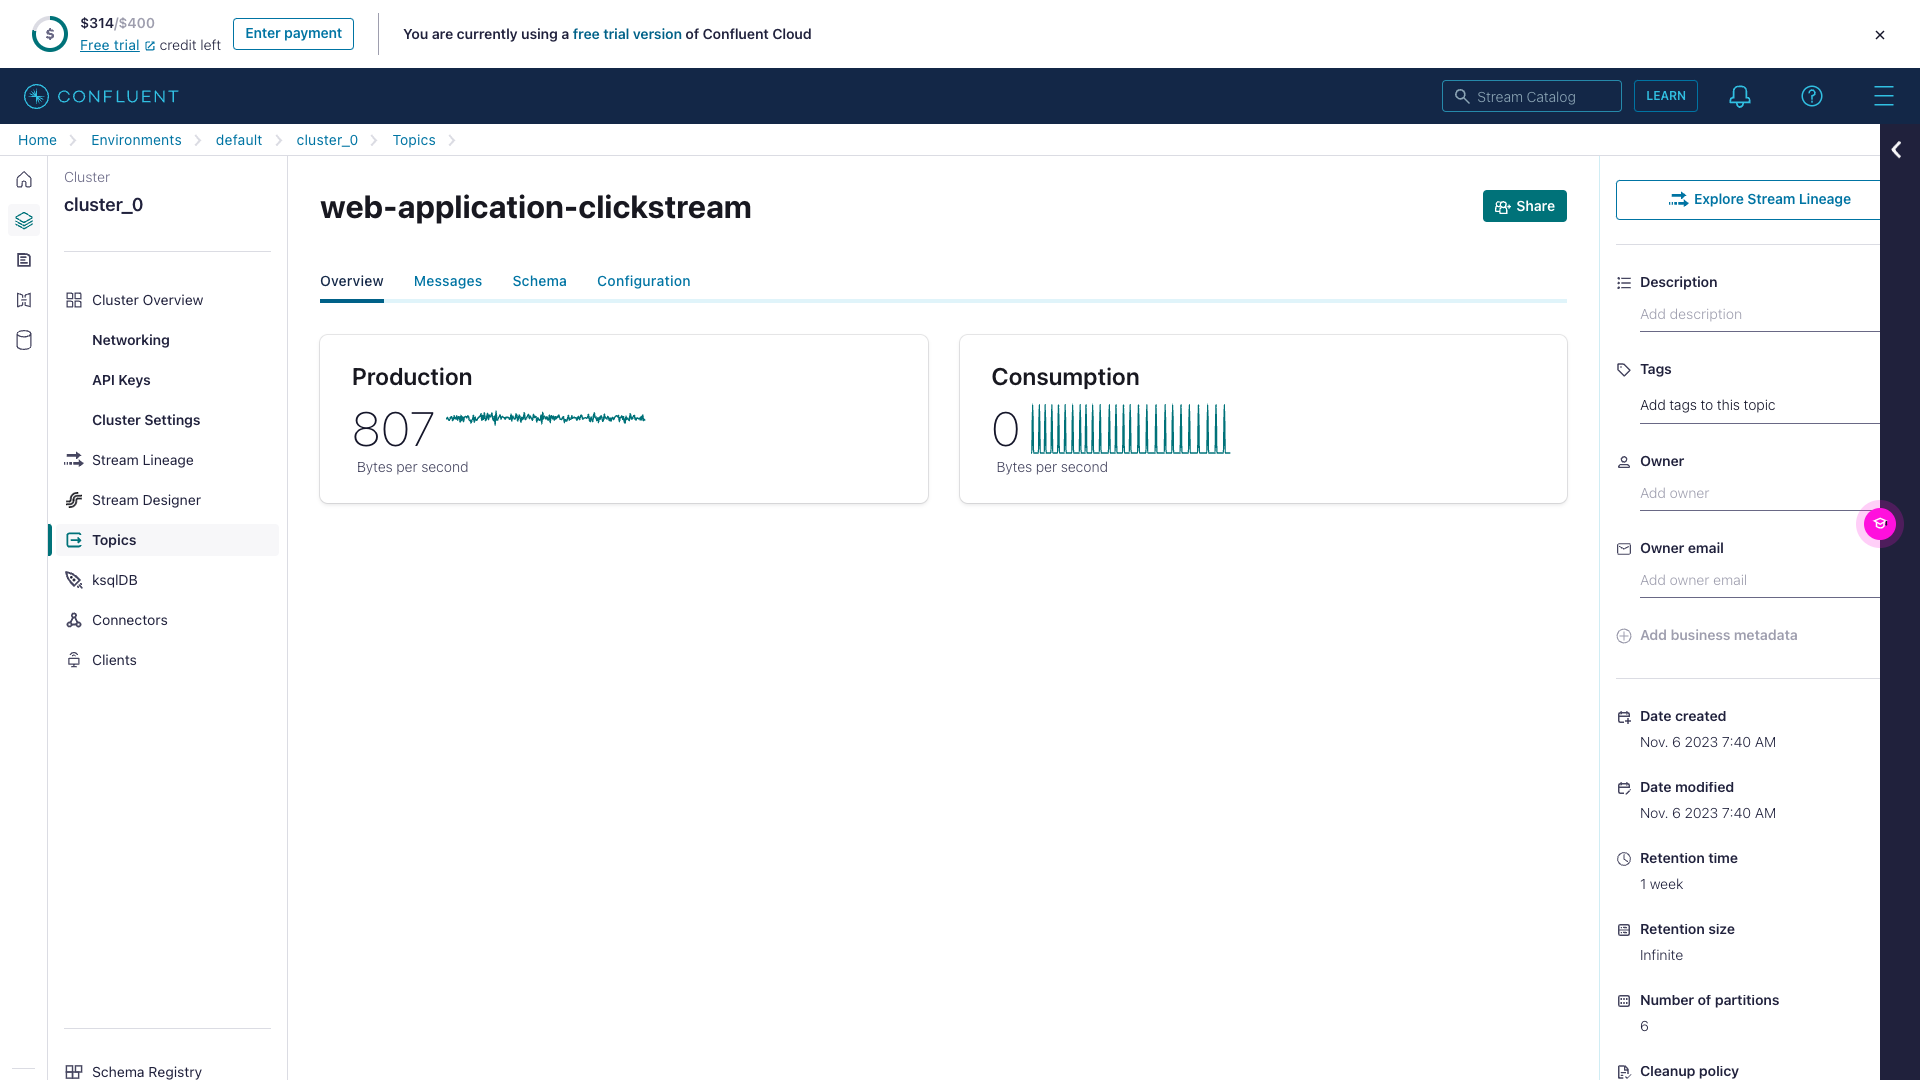 $314/$400
Free trial credit left
Enter payment
You are currently using a free trial version of Confluent Cloud
CONFLUENT
Stream Catalog
LEARN
Home
Environments
default
cluster_0
Topics
Cluster
cluster_0
Cluster Overview
Networking
API Keys
Cluster Settings
Stream Lineage
Stream Designer
Topics
ksqlDB
Connectors
Clients
Schema Registry
web-application-clickstream
Share
Overview
Messages
Schema
Configuration
Production
807
Bytes per second
Consumption
0
Bytes per second
Explore Stream Lineage
Description
Add description
Tags
Add tags to this topic
Owner
Add owner
Owner email
Add owner email
Add business metadata
Date created
Nov. 6 2023 7:40 AM
Date modified
Nov. 6 2023 7:40 AM
Retention time
1 week
Retention size
Infinite
Number of partitions
6
Cleanup policy